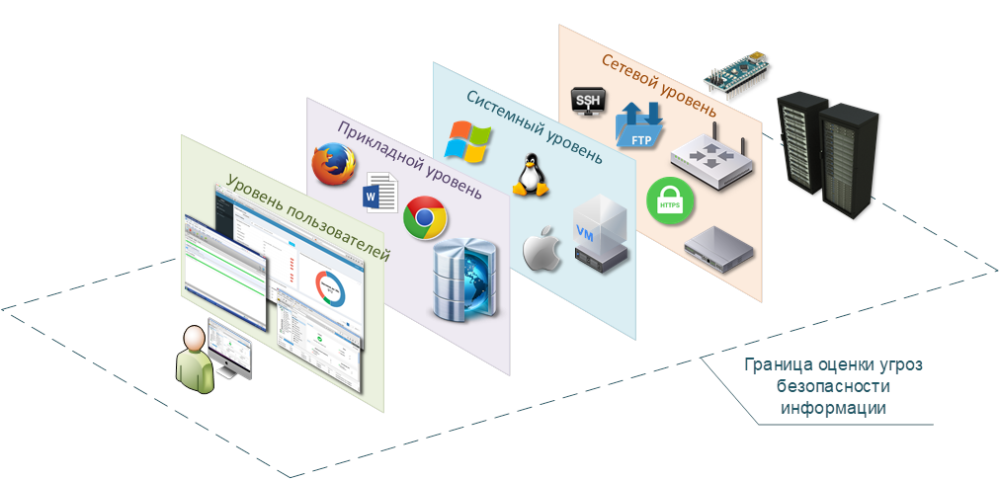 Сетевой уровень
SSH
FTP
HTTPS
Системный уровень
VM
Прикладной уровень
W
Уровень пользователей
Граница оценки угроз
безопасности
информации